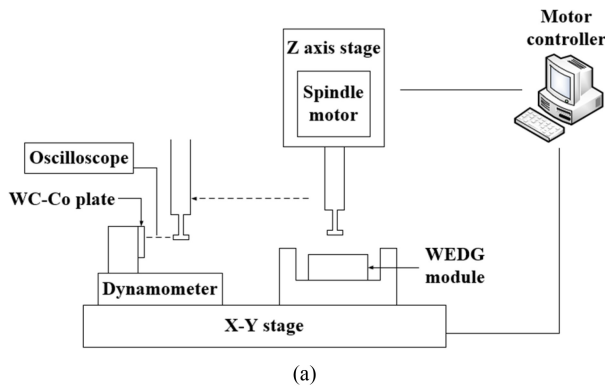 Motor
controller
Z axis stage
Spindle
motor
Oscilloscope
WC-Co plate
WEDG
module
Dynamometer
X-Y stage
(a)